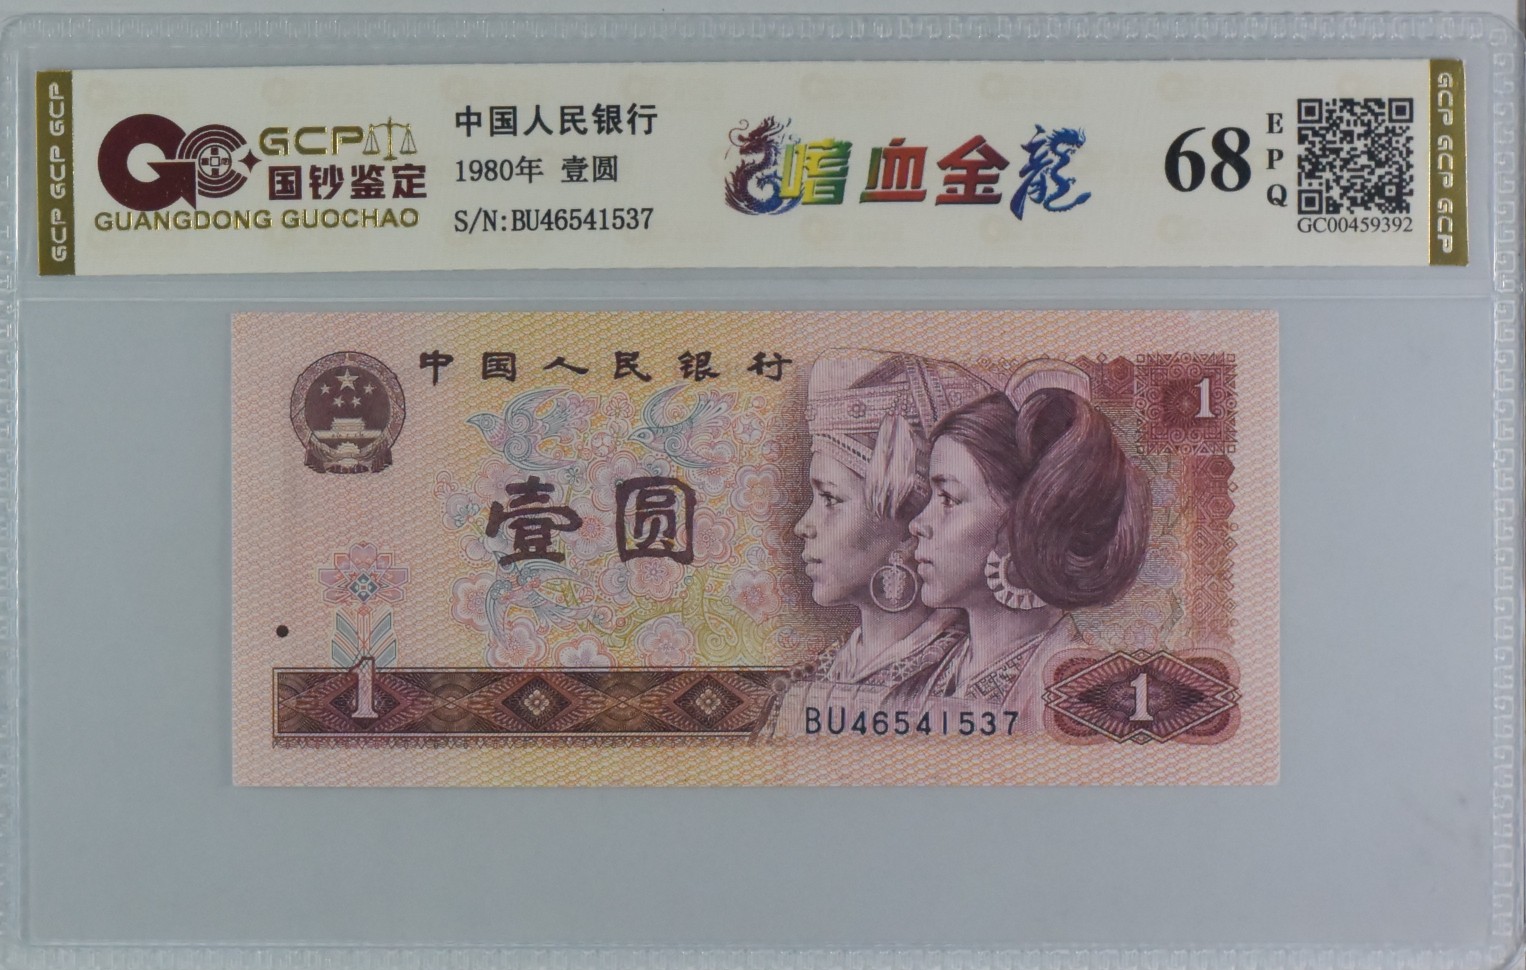 GCP GCP GCP
GCP
国钞鉴定
GUANGDONG GUOCHAO
中国人民银行
1980年 壹圆
S/N:BU46541537
嗜血金龍
68
EPQ
GC00459392
GCP GCP GCP
中国人民银行
1
壹圆
1
BU46541537
1